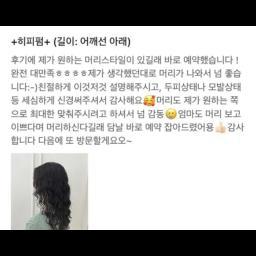 +히피펌+ (길이: 어깨선 아래)
후기에 제가 원하는 머리스타일이 있길래 바로 예약했습니다 !
완전 대만족ㅎㅎㅎㅎ제가 생각했던대로 머리가 나와서 넘 좋습
니다:-)친절하게 이것저것 설명해주시고, 두피상태나 모발상태
등 세심하게 신경써주셔서 감사해요🥰머리도 제가 원하는 쪽
으로 최대한 맞춰주시려고 하셔서 넘 감동😀엄마도 머리 보고
이쁘다며 머리하신다길래 담날 바로 예약 잡아드렸어용👍🏻감사
합니다 다음에 또 방문할게요오~